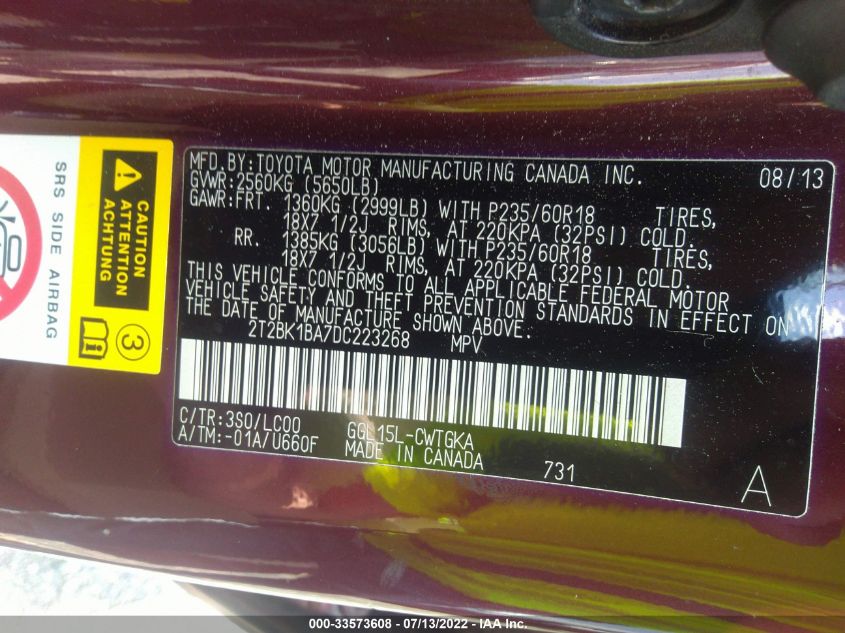 SRS SIDE AIRBAG
CAUTION
ATTENTION
ACHTUNG
3
MFD.BY:TOYOTA MOTOR MANUFACTURING CANADA INC. 08/13
GVWR:2560KG (5650LB)
GAWR:FRT. 1360KG (2999LB) WITH P235/60R18 TIRES,
18X7 1/2J RIMS, AT 220KPA (32PSI) COLD.
RR. 1385KG (3056LB) WITH P235/60R18 TIRES,
18X7 1/2J RIMS, AT 220KPA (32PSI) COLD.
THIS VEHICLE CONFORMS TO ALL APPLICABLE FEDERAL MOTOR
VEHICLE SAFETY AND THEFT PREVENTION STANDARDS IN EFFECT ON
THE DATE OF MANUFACTURE SHOWN ABOVE.
2T2BK1BA7DC223268 MPV
C/TR:3S0/LC00 GGL15L-CWTGKA
A/TM:-01A/U660F MADE IN CANADA 731
A
000-33573608 / 07/13/2022 / IAA Inc.